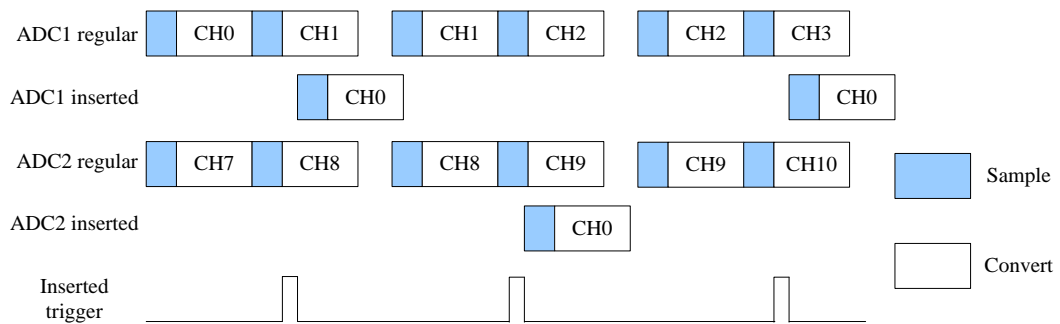 ADC1 regular CH0 CH1 CH1 CH2 CH2 CH3
ADC1 inserted CH0 CH0
ADC2 regular CH7 CH8 CH8 CH9 CH9 CH10
Sample
ADC2 inserted CH0
Convert
Inserted
trigger